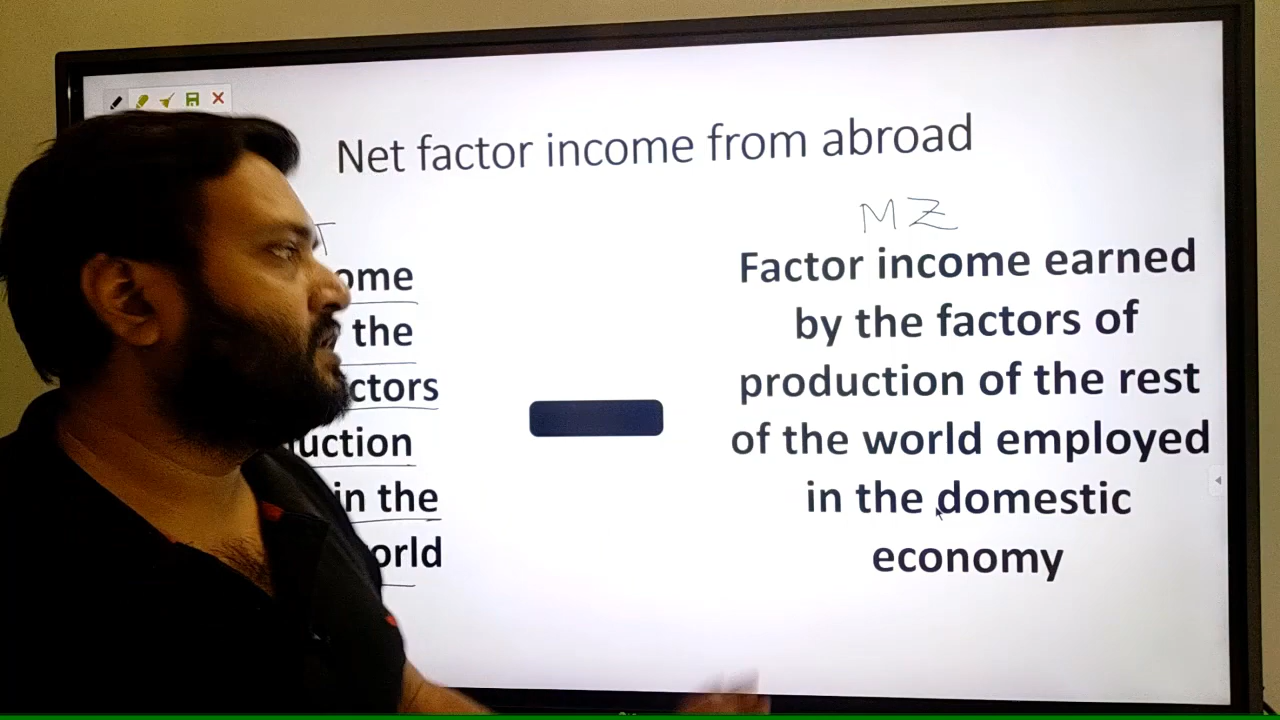 Net factor income from abroad
T
ome
the
ctors
uction
in the
orld
MZ
Factor income earned
by the factors of
production of the rest
of the world employed
in the domestic
economy